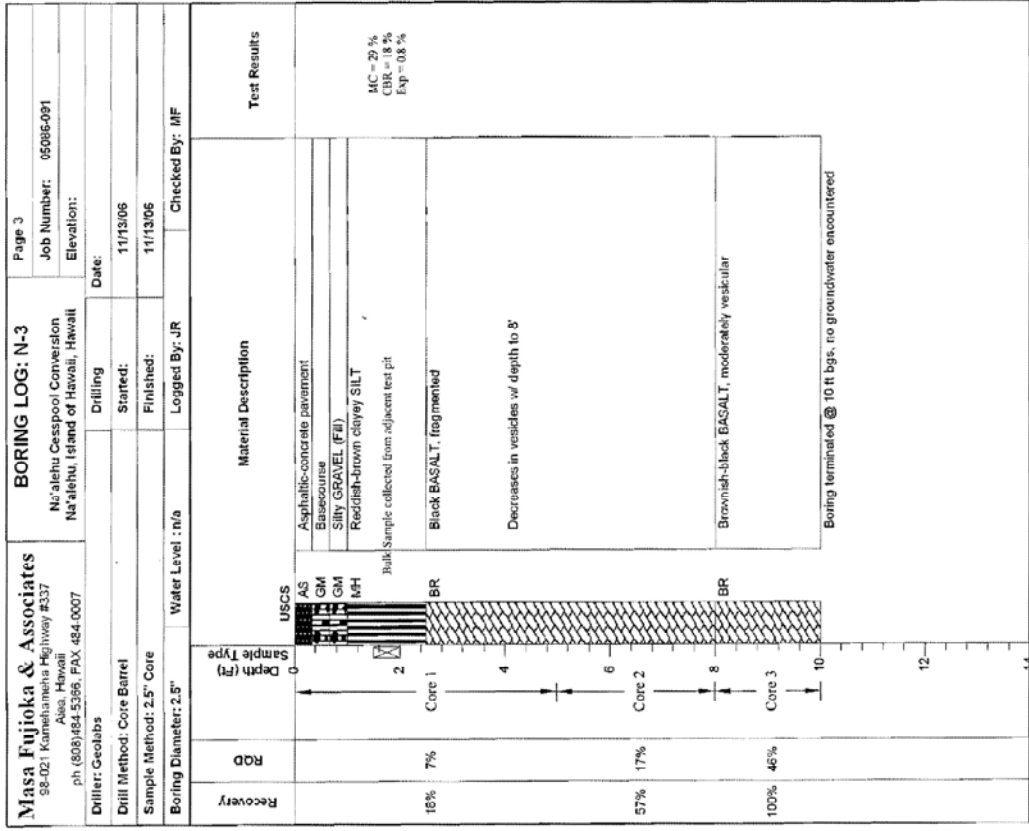 Masa Fujioka & Associates
98-021 Kamehameha Highway #337
Aiea, Hawaii
ph (808)484-5366, FAX 484-0007
BORING LOG: N-3
Na'alehu Cesspool Conversion
Na'alehu, Island of Hawaii, Hawaii
Page 3
Job Number: 05086-091
Elevation:
Driller: Geolabs
Drilling
Date:
Drill Method: Core Barrel
Started:
11/13/06
Sample Method: 2.5" Core
Finished:
11/13/06
Boring Diameter: 2.5"
Water Level : n/a
Logged By: JR
Checked By: MF
Recovery
RQD
Depth (Ft)
Sample Type
USCS
Material Description
Test Results
0
AS
Asphaltic-concrete pavement
GM
Basecourse
GM
Silty GRAVEL (Fill)
MH
Reddish-brown clayey SILT
Bulk Sample collected from adjacent test pit
MC = 29 %
CBR = 18 %
Exp = 0.8 %
2
18%
7%
Core 1
BR
Black BASALT, fragmented
4
Decreases in vesicles w/ depth to 8'
6
57%
17%
Core 2
8
BR
Brownish-black BASALT, moderately vesicular
100%
46%
Core 3
10
Boring terminated @ 10 ft bgs, no groundwater encountered
12
14